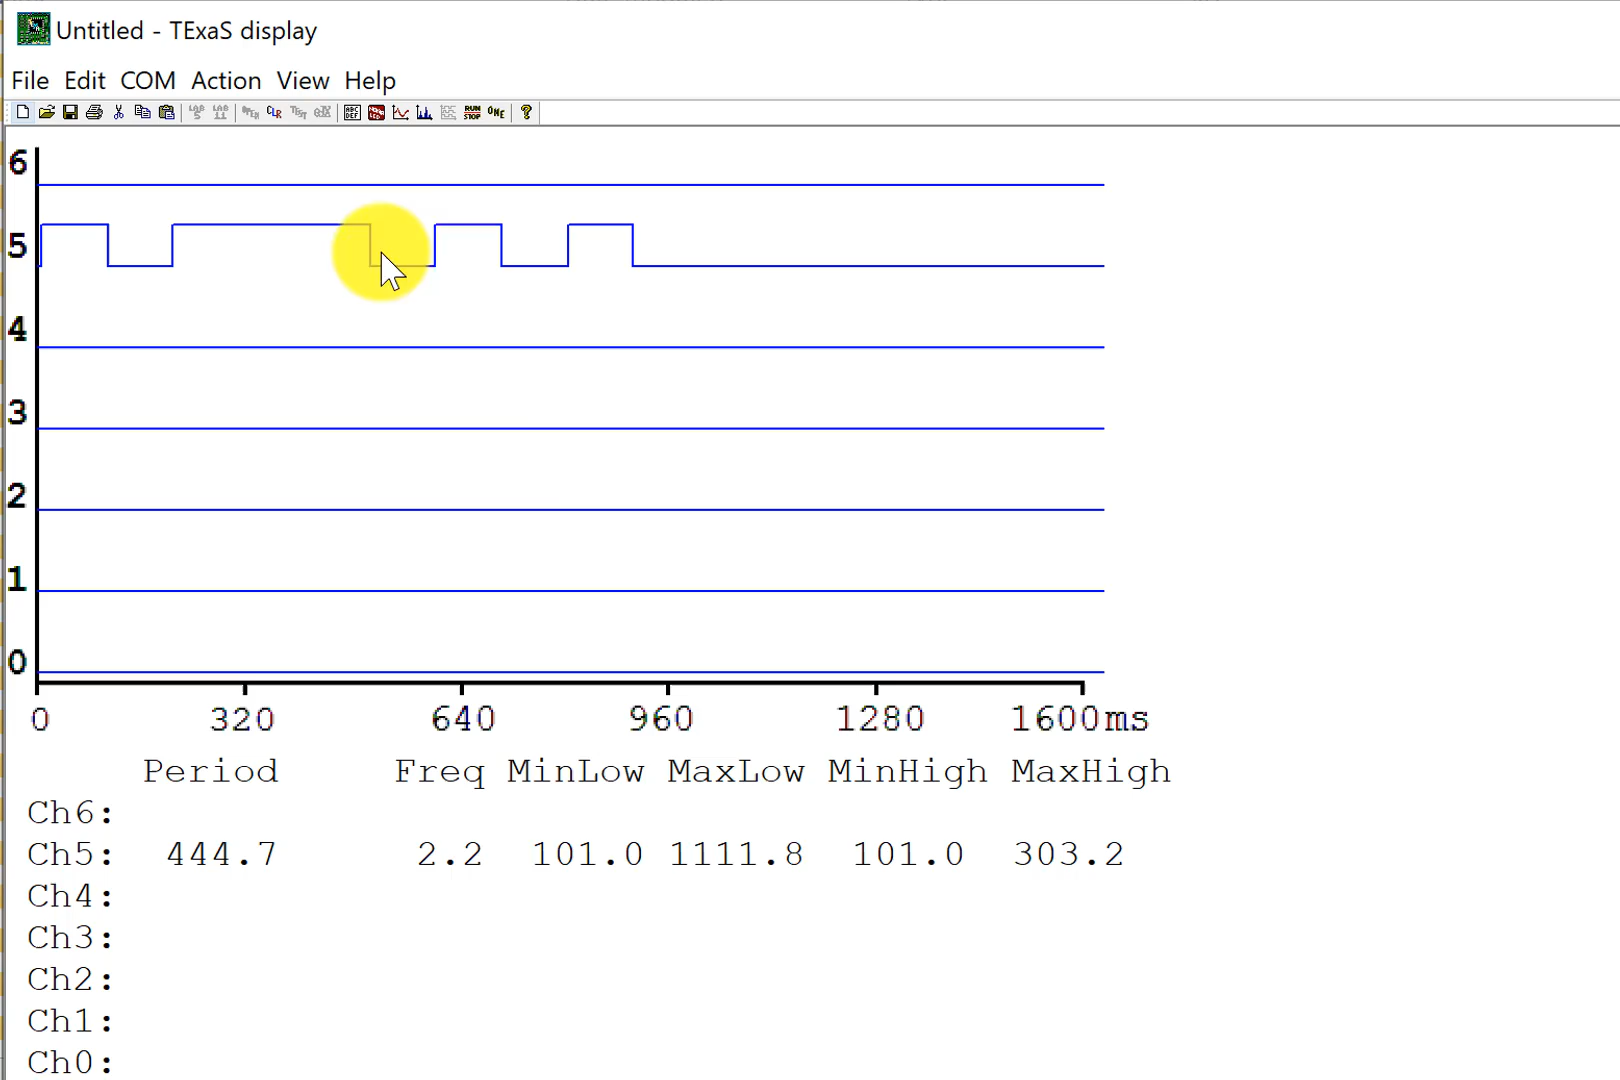 Untitled - TExaS display
File Edit COM Action View Help
6
5
4
3
2
1
0
0 320 640 960 1280 1600ms
Period Freq MinLow MaxLow MinHigh MaxHigh
Ch6:
Ch5: 444.7 2.2 101.0 1111.8 101.0 303.2
Ch4:
Ch3:
Ch2:
Ch1:
Ch0: